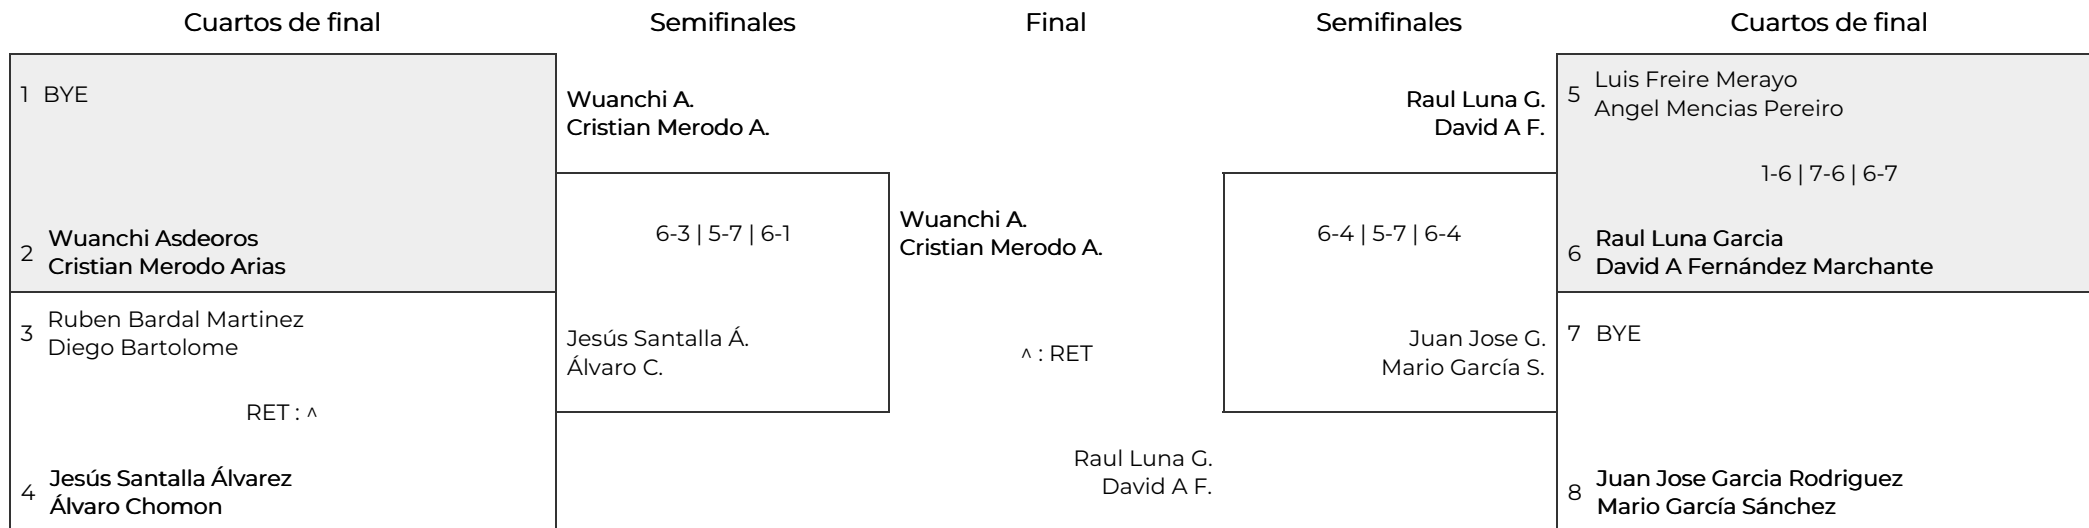 Cuartos de final
Semifinales
Final
Semifinales
Cuartos de final
1 BYE
2 Wuanchi Asdeoros
Cristian Merodo Arias
3 Ruben Bardal Martinez
Diego Bartolome
RET : ^
4 Jesús Santalla Álvarez
Álvaro Chomon
Wuanchi A.
Cristian Merodo A.
6-3 | 5-7 | 6-1
Jesús Santalla Á.
Álvaro C.
Wuanchi A.
Cristian Merodo A.
^ : RET
Raul Luna G.
David A F.
Raul Luna G.
David A F.
6-4 | 5-7 | 6-4
Juan Jose G.
Mario García S.
5 Luis Freire Merayo
Angel Mencias Pereiro
1-6 | 7-6 | 6-7
6 Raul Luna Garcia
David A Fernández Marchante
7 BYE
8 Juan Jose Garcia Rodriguez
Mario García Sánchez